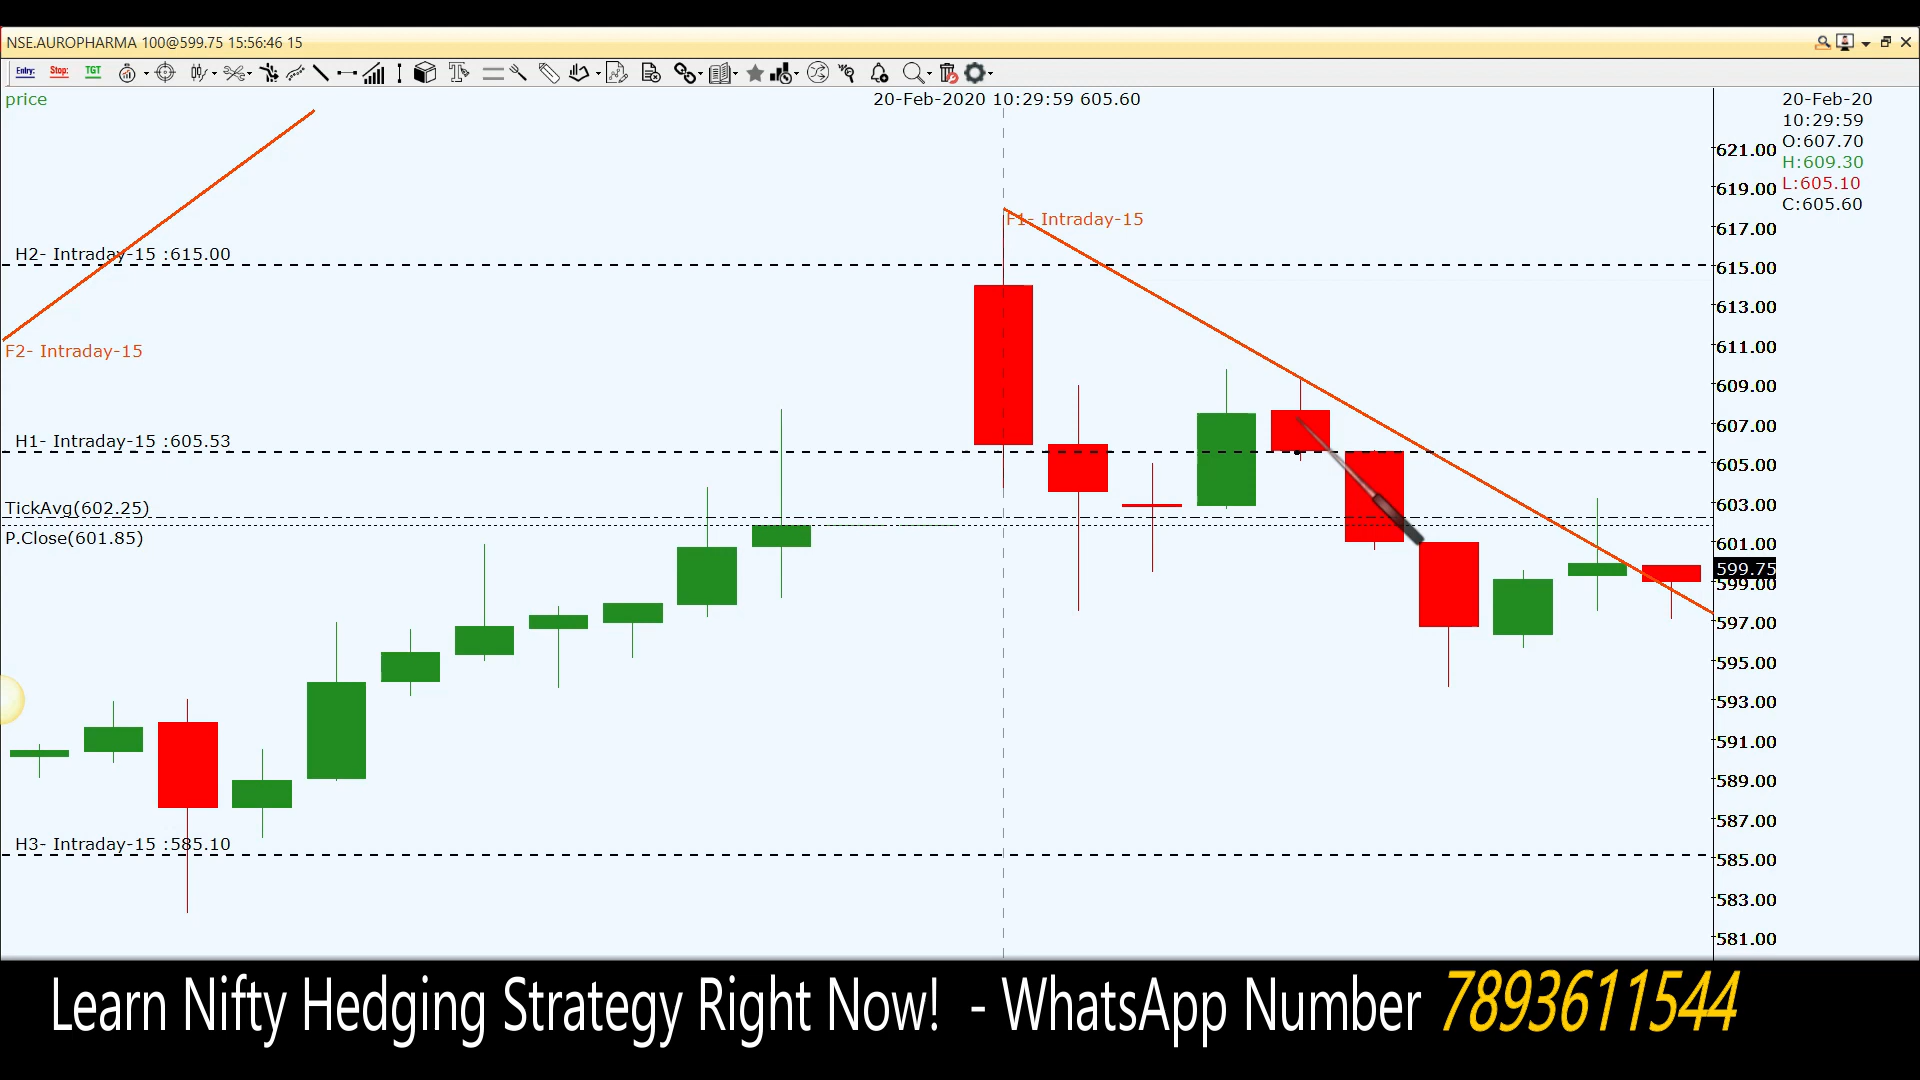 NSE.AUROPHARMA 100@599.75 15:56:46 15
Entry: Stop: TGT
price
20-Feb-2020 10:29:59 605.60
20-Feb-20
10:29:59
O:607.70
H:609.30
L:605.10
C:605.60
621.00
619.00
617.00
615.00
613.00
611.00
609.00
607.00
605.00
603.00
601.00
599.75
599.00
597.00
595.00
593.00
591.00
589.00
587.00
585.00
583.00
581.00
F1- Intraday-15
H2- Intraday-15 :615.00
F2- Intraday-15
H1- Intraday-15 :605.53
TickAvg(602.25)
P.Close(601.85)
H3- Intraday-15 :585.10
Learn Nifty Hedging Strategy Right Now! - WhatsApp Number 7893611544